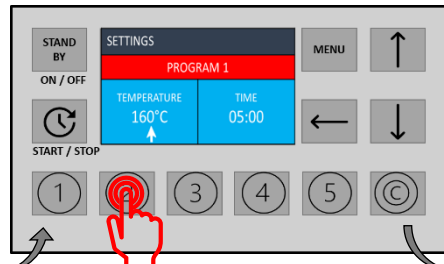 STAND
BY
ON / OFF
START / STOP
SETTINGS
PROGRAM 1
TEMPERATURE
160°C
TIME
05:00
MENU
1
3
4
5
C